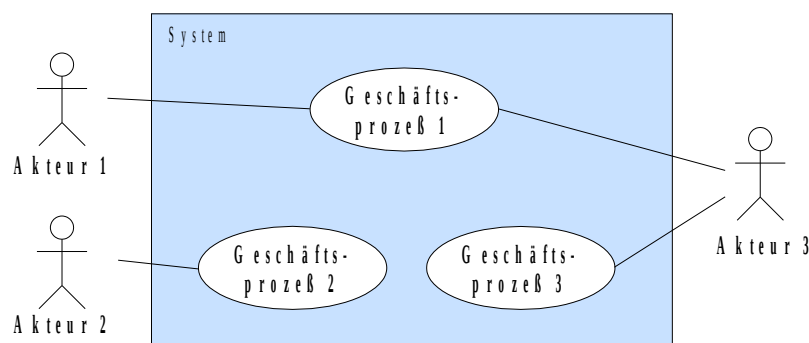 System
Geschäfts-
prozeß 1
Akteur 1
Akteur 3
Geschäfts-
prozeß 2
Geschäfts-
prozeß 3
Akteur 2